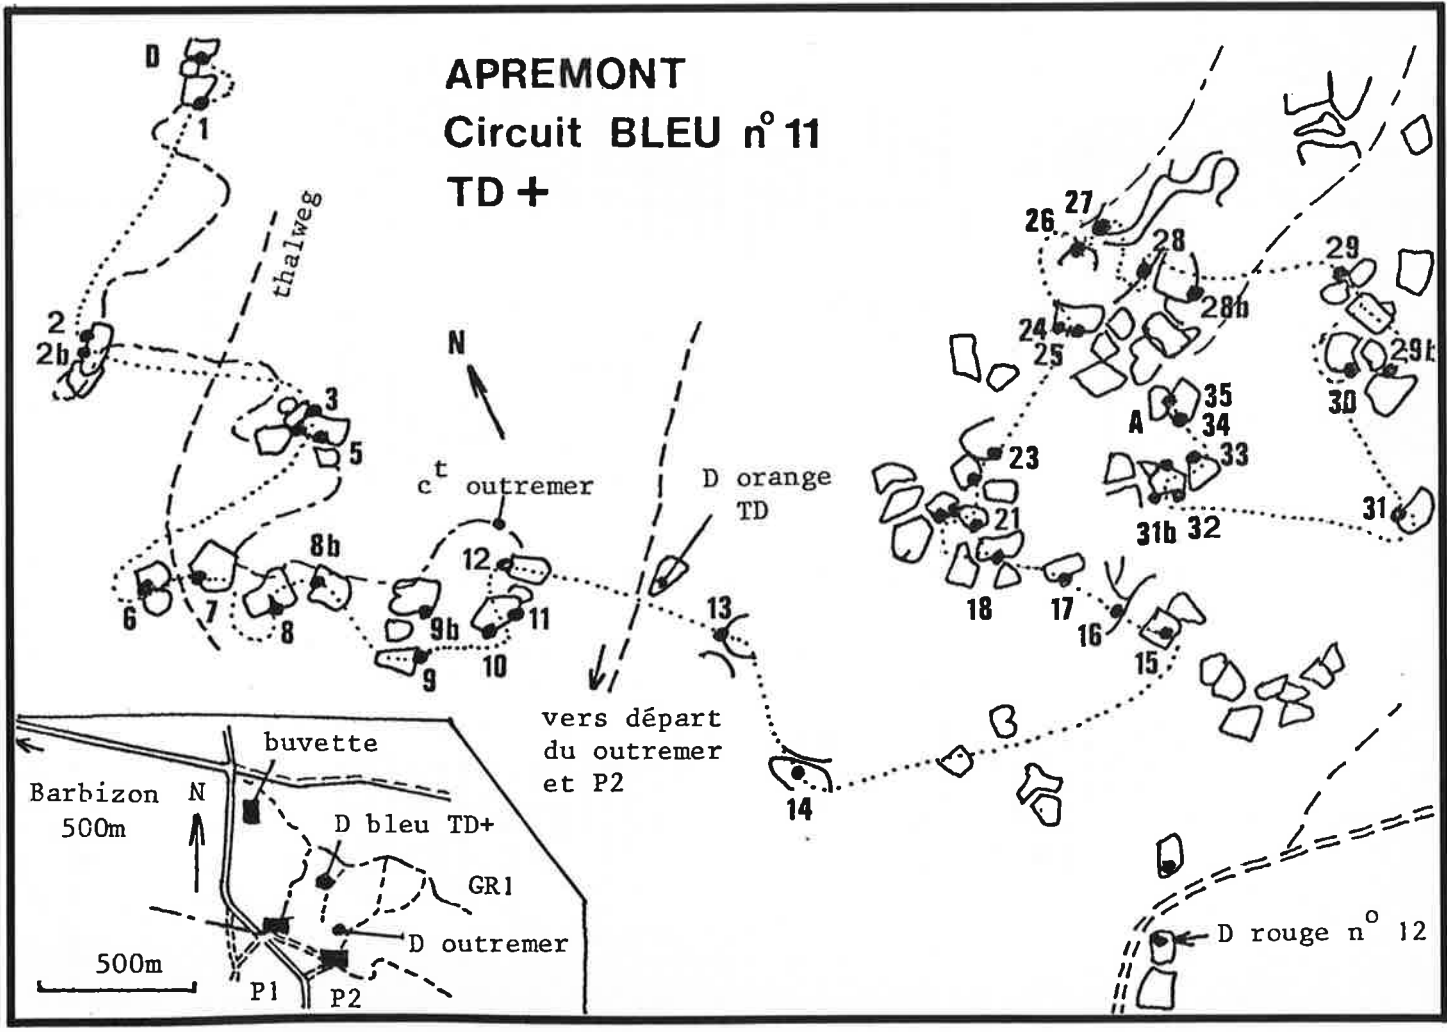 APREMONT
Circuit BLEU nº 11
TD +
D
1
2
2b
thalweg
3
5
6
7
8
8b
9
9b
10
11
12
N
cᵗ outremer
D orange
TD
13
14
15
16
17
18
21
23
24
25
26
27
28
28b
29
29b
30
31
31b
32
33
34
35
A
vers départ
du outremer
et P2
D rouge nº 12
buvette
Barbizon
500m
N
D bleu TD+
GR1
D outremer
500m
P1
P2